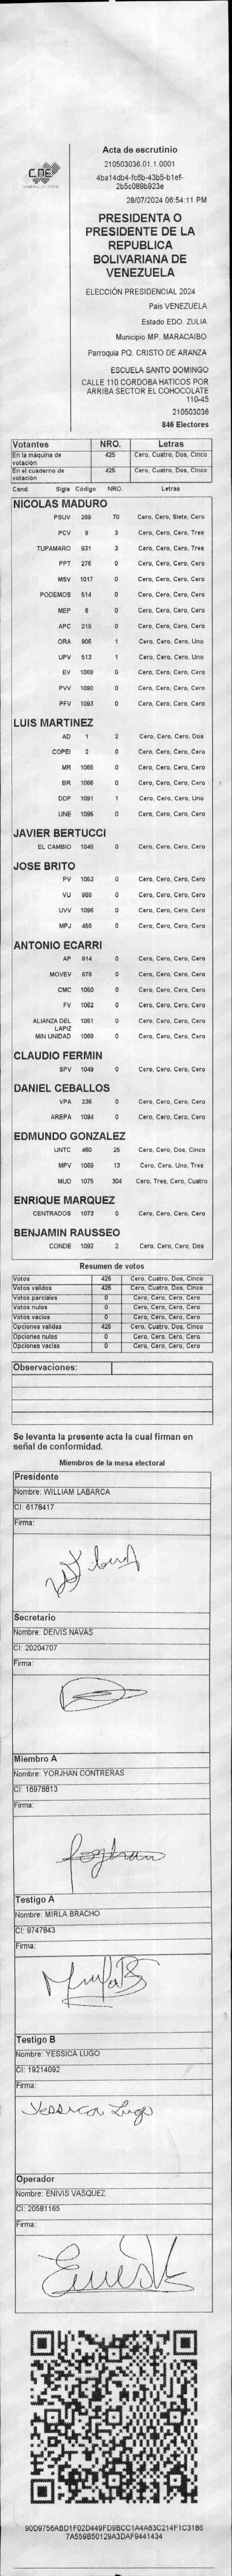 CNE
Acta de escrutinio
210503036.01.1.0001
4ba14db4-fc6b-43b5-b1ef-
2b5c089b923e
28/07/2024 06:54:11 PM
PRESIDENTA O
PRESIDENTE DE LA
REPUBLICA
BOLIVARIANA DE
VENEZUELA
ELECCIÓN PRESIDENCIAL 2024
Pais VENEZUELA
Estado EDO. ZULIA
Municipio MP. MARACAIBO
Parroquia PQ. CRISTO DE ARANZA
ESCUELA SANTO DOMINGO
CALLE 110 CORDOBA HATICOS POR
ARRIBA SECTOR EL COHOCOLATE
110-45
210503036
846 Electores
Votantes NRO. Letras
En la máquina de votación 425 Cero, Cuatro, Dos, Cinco
En el cuaderno de votación 425 Cero, Cuatro, Dos, Cinco
Cand. Sigla Código NRO. Letras
NICOLAS MADURO
PSUV 269 70 Cero, Cero, Siete, Cero
PCV 9 3 Cero, Cero, Cero, Tres
TUPAMARO 931 3 Cero, Cero, Cero, Tres
PPT 276 0 Cero, Cero, Cero, Cero
MSV 1017 0 Cero, Cero, Cero, Cero
PODEMOS 514 0 Cero, Cero, Cero, Cero
MEP 6 0 Cero, Cero, Cero, Cero
APC 219 0 Cero, Cero, Cero, Cero
ORA 906 1 Cero, Cero, Cero, Uno
UPV 513 1 Cero, Cero, Cero, Uno
EV 1089 0 Cero, Cero, Cero, Cero
PVV 1090 0 Cero, Cero, Cero, Cero
PFV 1093 0 Cero, Cero, Cero, Cero
LUIS MARTINEZ
AD 1 2 Cero, Cero, Cero, Dos
COPEI 2 0 Cero, Cero, Cero, Cero
MR 1065 0 Cero, Cero, Cero, Cero
BR 1066 0 Cero, Cero, Cero, Cero
DDP 1091 1 Cero, Cero, Cero, Uno
UNE 1095 0 Cero, Cero, Cero, Cero
JAVIER BERTUCCI
EL CAMBIO 1048 0 Cero, Cero, Cero, Cero
JOSE BRITO
PV 1053 0 Cero, Cero, Cero, Cero
VU 969 0 Cero, Cero, Cero, Cero
UVV 1096 0 Cero, Cero, Cero, Cero
MPJ 458 0 Cero, Cero, Cero, Cero
ANTONIO ECARRI
AP 814 0 Cero, Cero, Cero, Cero
MOVEV 879 0 Cero, Cero, Cero, Cero
CMC 1050 0 Cero, Cero, Cero, Cero
FV 1062 0 Cero, Cero, Cero, Cero
ALIANZA DEL LAPIZ 1051 0 Cero, Cero, Cero, Cero
MIN UNIDAD 1068 0 Cero, Cero, Cero, Cero
CLAUDIO FERMIN
SPV 1049 0 Cero, Cero, Cero, Cero
DANIEL CEBALLOS
VPA 236 0 Cero, Cero, Cero, Cero
AREPA 1094 0 Cero, Cero, Cero, Cero
EDMUNDO GONZALEZ
UNTC 460 25 Cero, Cero, Dos, Cinco
MPV 1069 13 Cero, Cero, Uno, Tres
MUD 1075 304 Cero, Tres, Cero, Cuatro
ENRIQUE MARQUEZ
CENTRADOS 1073 0 Cero, Cero, Cero, Cero
BENJAMIN RAUSSEO
CONDE 1092 2 Cero, Cero, Cero, Dos
Resumen de votos
Votos 425 Cero, Cuatro, Dos, Cinco
Votos validos 425 Cero, Cuatro, Dos, Cinco
Votos parciales 0 Cero, Cero, Cero, Cero
Votos nulos 0 Cero, Cero, Cero, Cero
Votos vacios 0 Cero, Cero, Cero, Cero
Opciones validas 425 Cero, Cuatro, Dos, Cinco
Opciones nulas 0 Cero, Cero, Cero, Cero
Opciones vacias 0 Cero, Cero, Cero, Cero
Observaciones:
Se levanta la presente acta la cual firman en
señal de conformidad.
Miembros de la mesa electoral
Presidente
Nombre: WILLIAM LABARCA
CI: 6178417
Firma:
Secretario
Nombre: DEIVIS NAVAS
CI: 20204707
Firma:
Miembro A
Nombre: YORJHAN CONTRERAS
CI: 16978813
Firma:
Testigo A
Nombre: MIRLA BRACHO
CI: 9747843
Firma:
Testigo B
Nombre: YESSICA LUGO
CI: 19214092
Firma:
Yessica Lugo
Operador
Nombre: ENIVIS VASQUEZ
CI: 20581165
Firma:
90D9756ABD1F02D449FD9BCC1A4A63C214F1C3186
7A559B50129A3DAF9441434